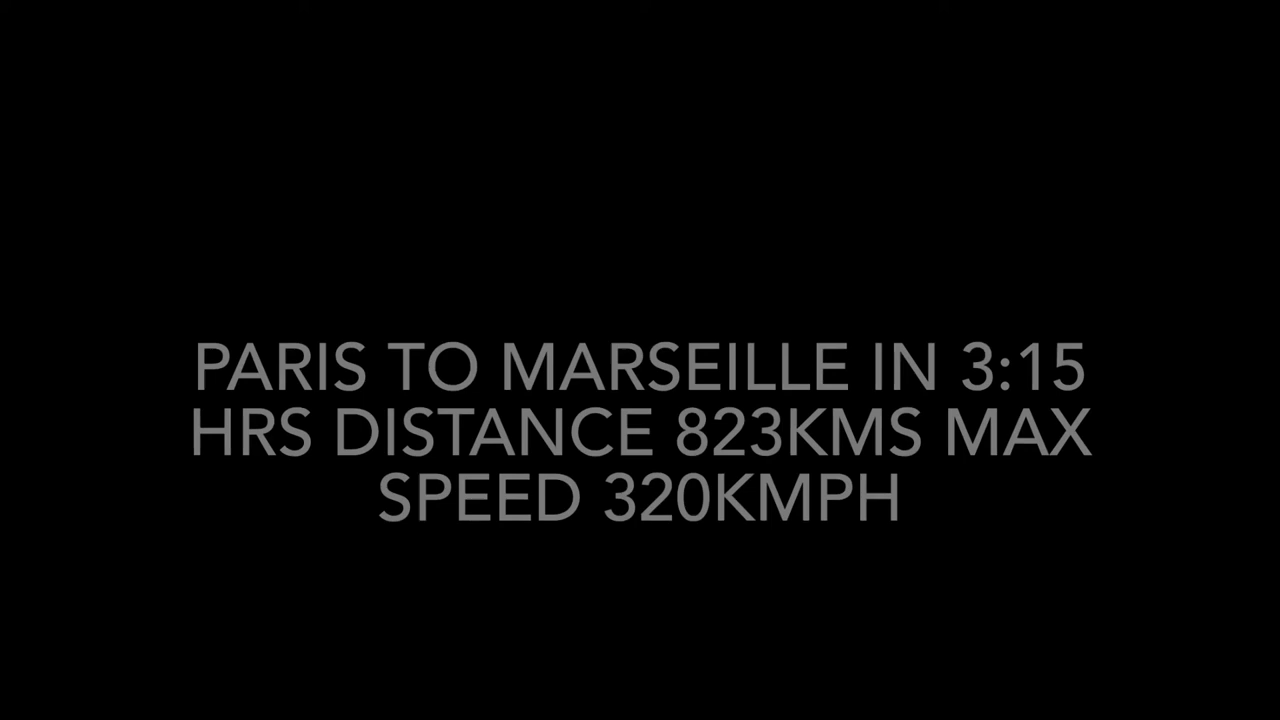 PARIS TO MARSEILLE IN 3:15
HRS DISTANCE 823KMS MAX
SPEED 320KMPH